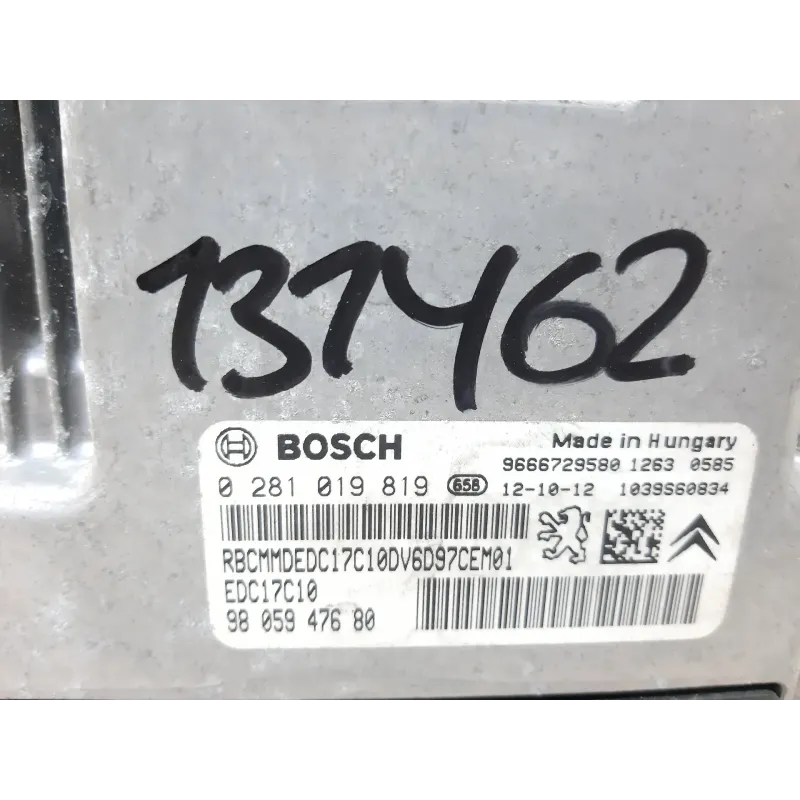 131462
BOSCH
Made in Hungary
9666729580 1263 0585
0 281 019 819 658 12-10-12 1039S60834
RBCMMDEDC17C10DV6D97CEM01
EDC17C10
98 059 476 80